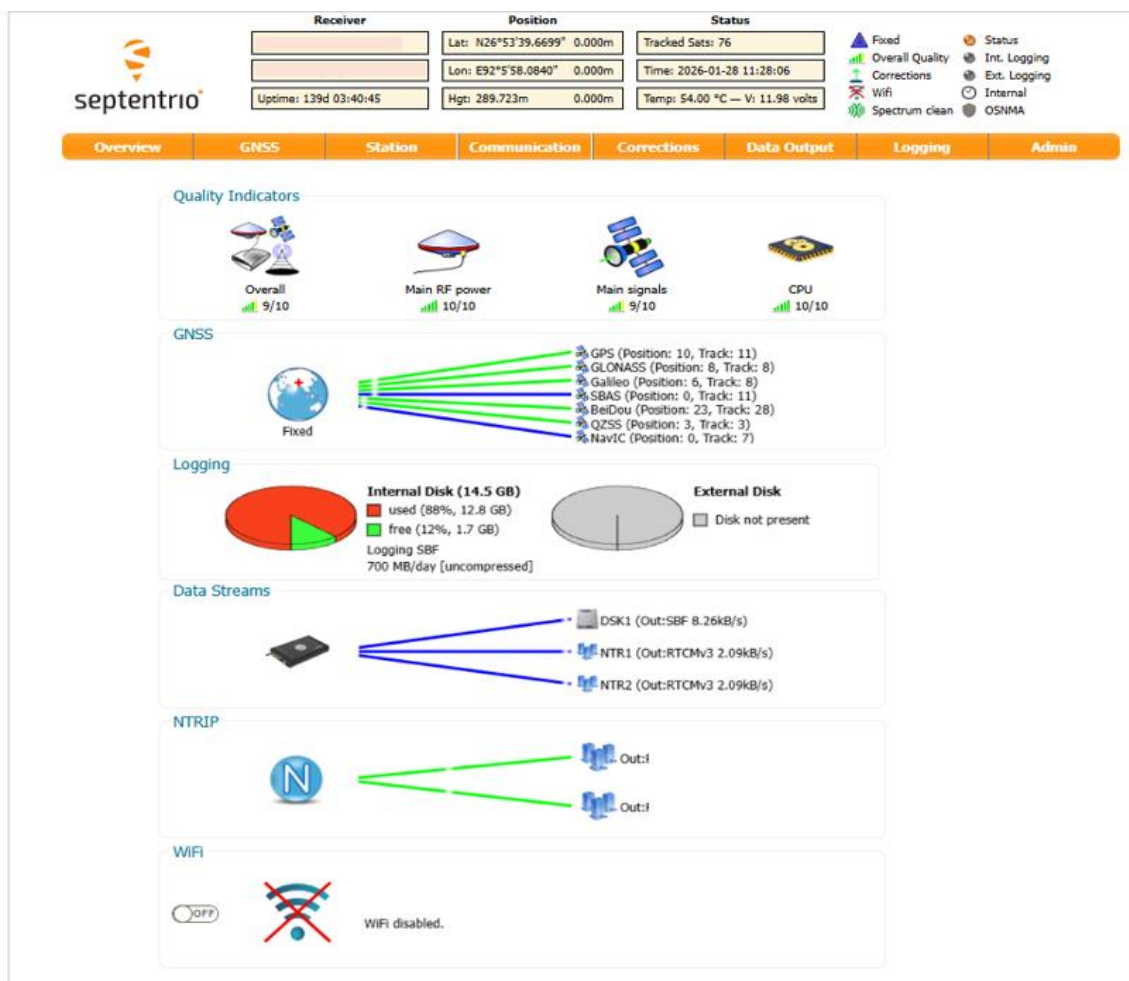 Receiver
Position
Status
septentrio
Lat: N26°53'39.6699" 0.000m
Tracked Sats: 76
Lon: E92°5'58.0840" 0.000m
Time: 2026-01-28 11:28:06
Uptime: 139d 03:40:45
Hgt: 289.723m 0.000m
Temp: 54.00 °C — V: 11.98 volts
Fixed
Status
Overall Quality
Int. Logging
Corrections
Ext. Logging
Wifi
Internal
Spectrum clean
OSNMA
Overview GNSS Station Communication Corrections Data Output Logging Admin
Quality Indicators
Overall
Main RF power
Main signals
CPU
9/10
10/10
9/10
10/10
GNSS
GPS (Position: 10, Track: 11)
GLONASS (Position: 8, Track: 8)
Galileo (Position: 6, Track: 8)
SBAS (Position: 0, Track: 11)
BeiDou (Position: 23, Track: 28)
QZSS (Position: 3, Track: 3)
NavIC (Position: 0, Track: 7)
Fixed
Logging
Internal Disk (14.5 GB)
used (88%, 12.8 GB)
free (12%, 1.7 GB)
Logging SBF
700 MB/day [uncompressed]
External Disk
Disk not present
Data Streams
DSK1 (Out:SBF 8.26kB/s)
NTR1 (Out:RTCMv3 2.09kB/s)
NTR2 (Out:RTCMv3 2.09kB/s)
NTRIP
N
Out:
Out:
WiFi
OFF
WiFi disabled.